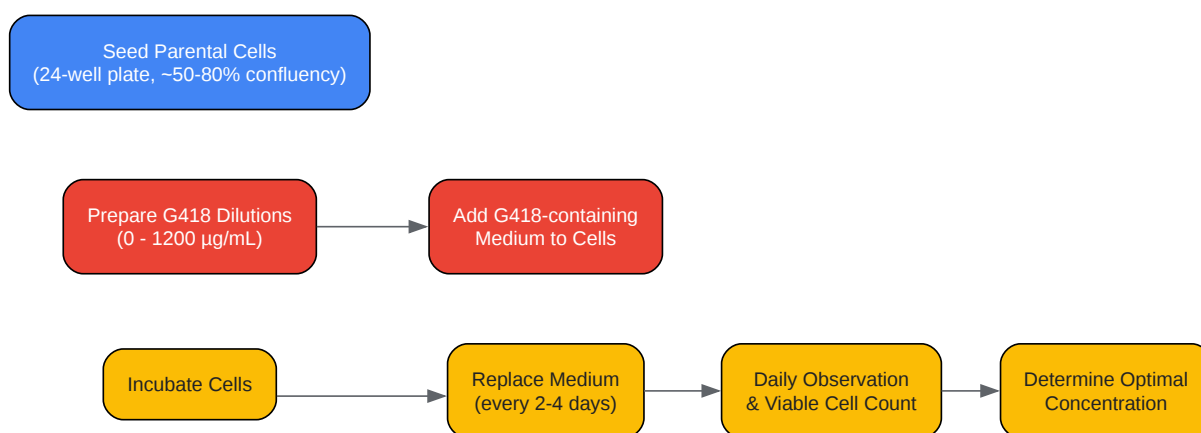 Seed Parental Cells
(24-well plate, ~50-80% confluency)
Prepare G418 Dilutions
(0 - 1200 µg/mL)
Add G418-containing
Medium to Cells
Incubate Cells
Replace Medium
(every 2-4 days)
Daily Observation
& Viable Cell Count
Determine Optimal
Concentration